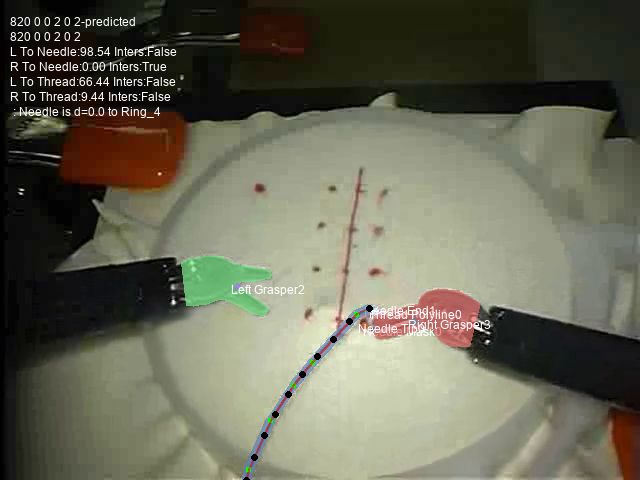 820 0 0 2 0 2-predicted
820 0 0 2 0 2
L To Needle:98.54 Inters:False
R To Needle:0.00 Inters:True
L To Thread:66.44 Inters:False
R To Thread:9.44 Inters:False
: Needle is d=0.0 to Ring_4
Left Grasper2
Thread Polyline0
Right Grasper3